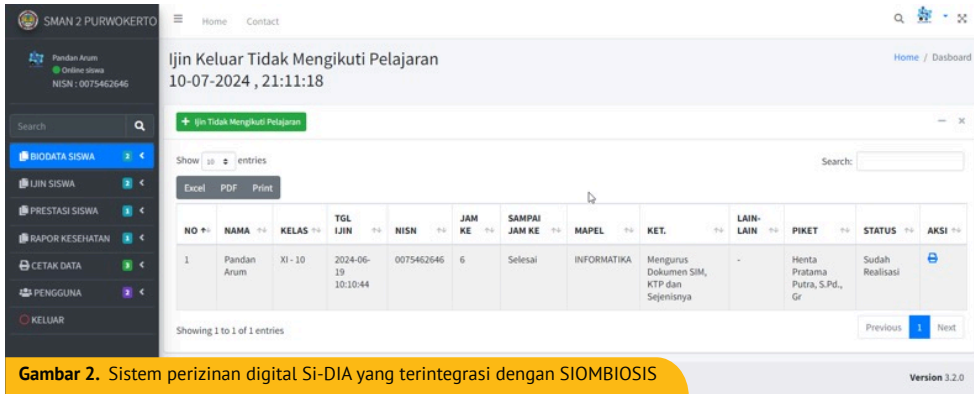 SMAN 2 PURWOKERTO
Home Contact
Pandan Arum
Online siswa
NISN : 0075462646
Ijin Keluar Tidak Mengikuti Pelajaran
10-07-2024 , 21:11:18
Home / Dasboard
Search
+ Ijin Tidak Mengikuti Pelajaran
BIODATA SISWA 3
IJIN SISWA 2
PRESTASI SISWA 1
RAPOR KESEHATAN 1
CETAK DATA 3
PENGGUNA 2
KELUAR
Show 10 entries
Search:
Excel PDF Print
NO NAMA KELAS TGL IJIN NISN JAM KE SAMPAI JAM KE MAPEL KET. LAIN-LAIN PIKET STATUS AKSI
1 Pandan Arum XI - 10 2024-06-19 10:10:44 0075462646 6 Selesai INFORMATIKA Mengurus Dokumen SIM, KTP dan Sejenisnya - Henta Pratama Putra, S.Pd., Gr Sudah Realisasi
Showing 1 to 1 of 1 entries
Previous 1 Next
Gambar 2. Sistem perizinan digital Si-DIA yang terintegrasi dengan SIOMBIOSIS
Version 3.2.0